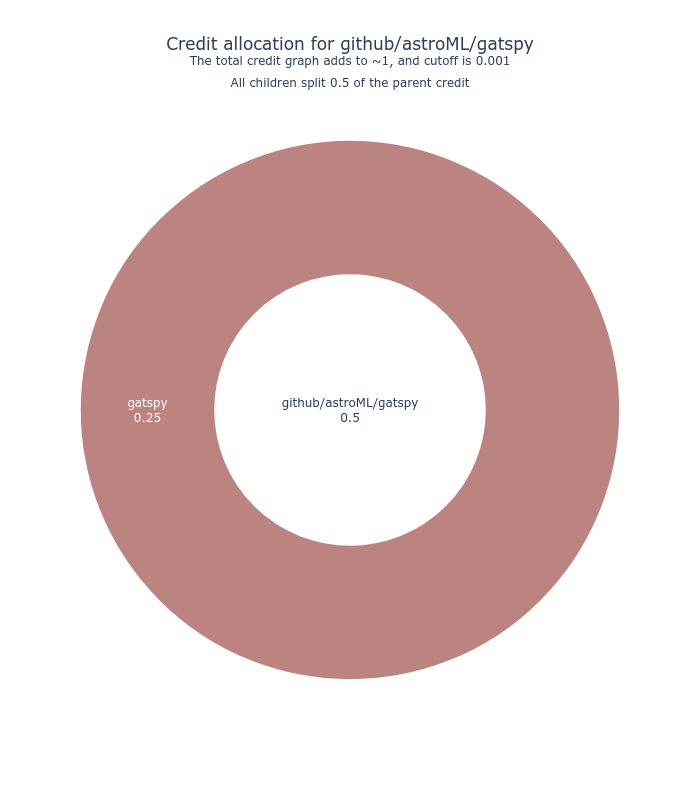 Credit allocation for github/astroML/gatspy
The total credit graph adds to ~1, and cutoff is 0.001
All children split 0.5 of the parent credit
gatspy
0.25
github/astroML/gatspy
0.5